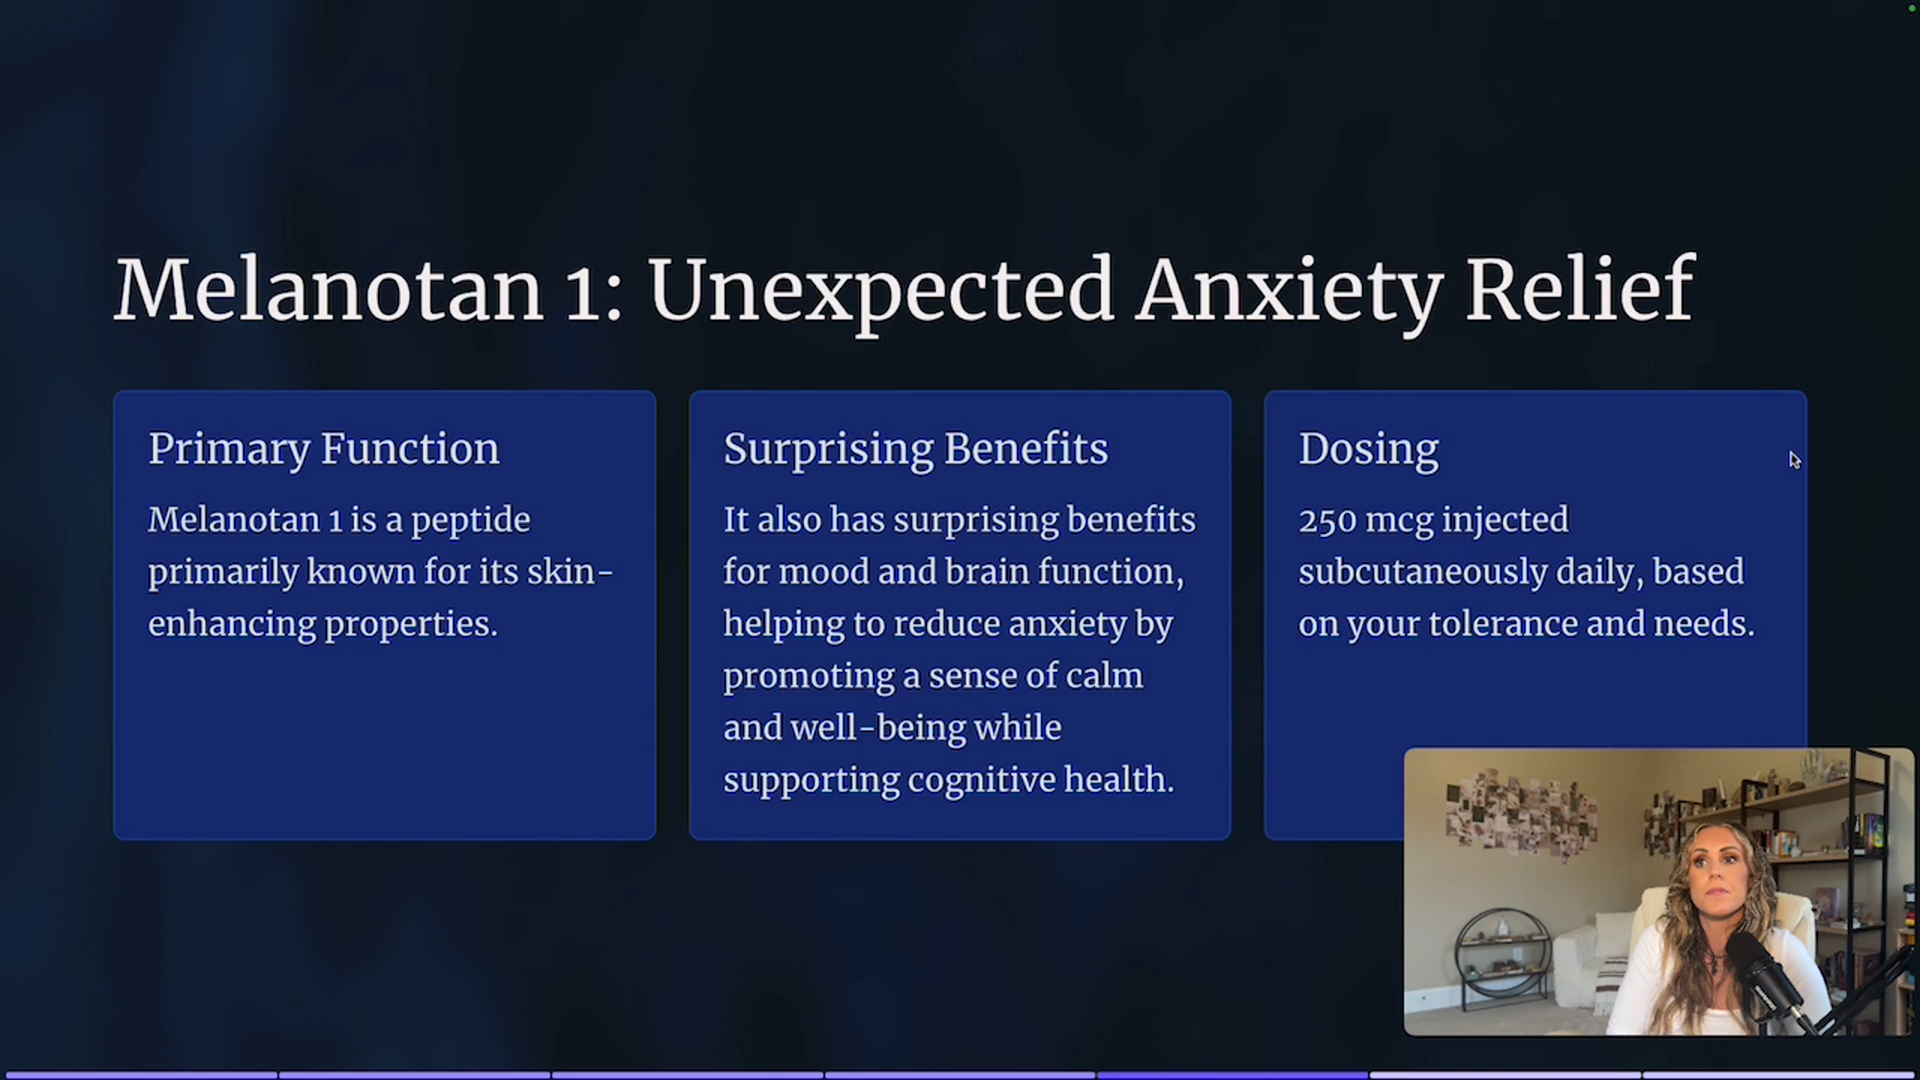 Melanotan 1: Unexpected Anxiety Relief
Primary Function
Melanotan 1 is a peptide
primarily known for its skin-
enhancing properties.
Surprising Benefits
It also has surprising benefits
for mood and brain function,
helping to reduce anxiety by
promoting a sense of calm
and well-being while
supporting cognitive health.
Dosing
250 mcg injected
subcutaneously daily, based
on your tolerance and needs.